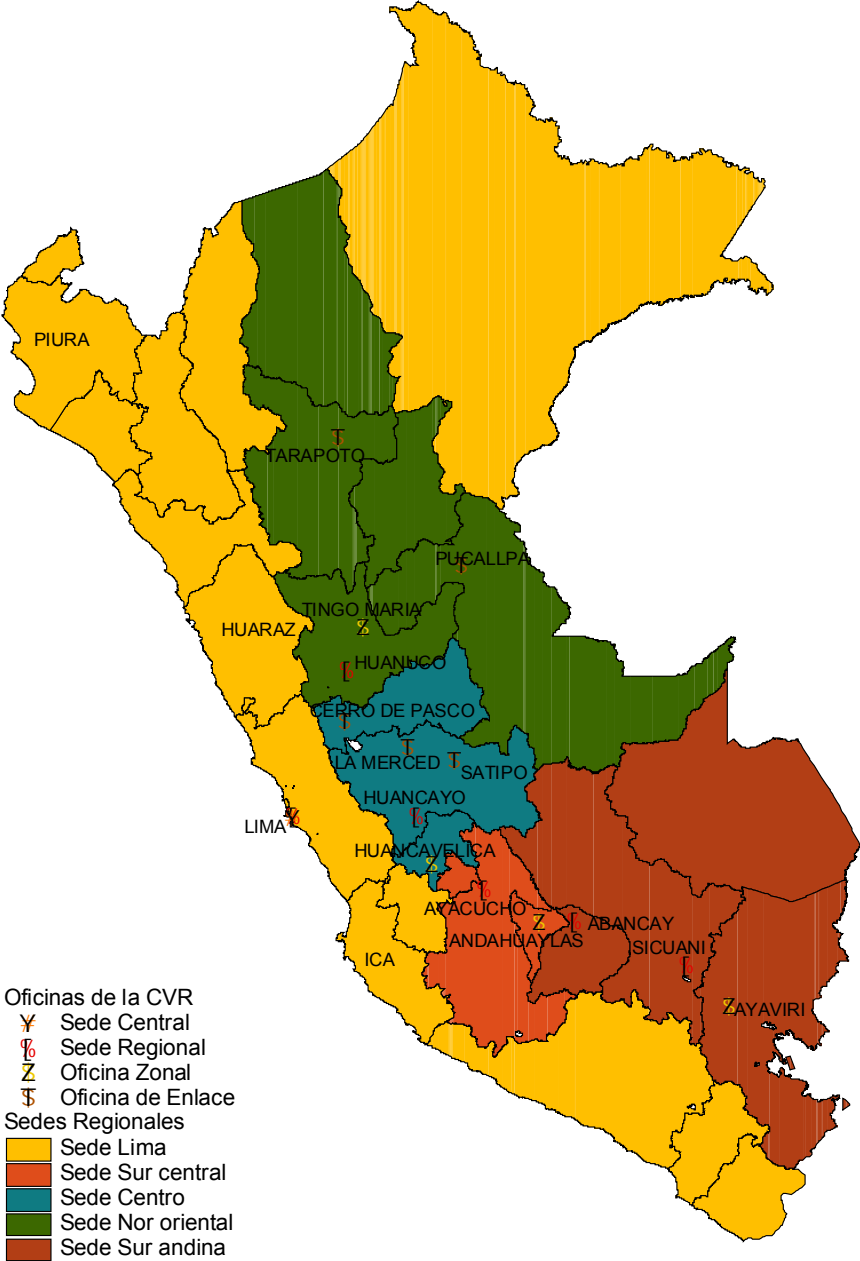 PIURA
TARAPOTO
PUCALLPA
TINGO MARIA
HUARAZ
HUANUCO
CERRO DE PASCO
LA MERCED
SATIPO
HUANCAYO
LIMA
HUANCAVELICA
AYACUCHO
ABANCAY
ANDAHUAYLAS
SICUANI
ICA
AYAVIRI
Oficinas de la CVR
Sede Central
Sede Regional
Oficina Zonal
Oficina de Enlace
Sedes Regionales
Sede Lima
Sede Sur central
Sede Centro
Sede Nor oriental
Sede Sur andina